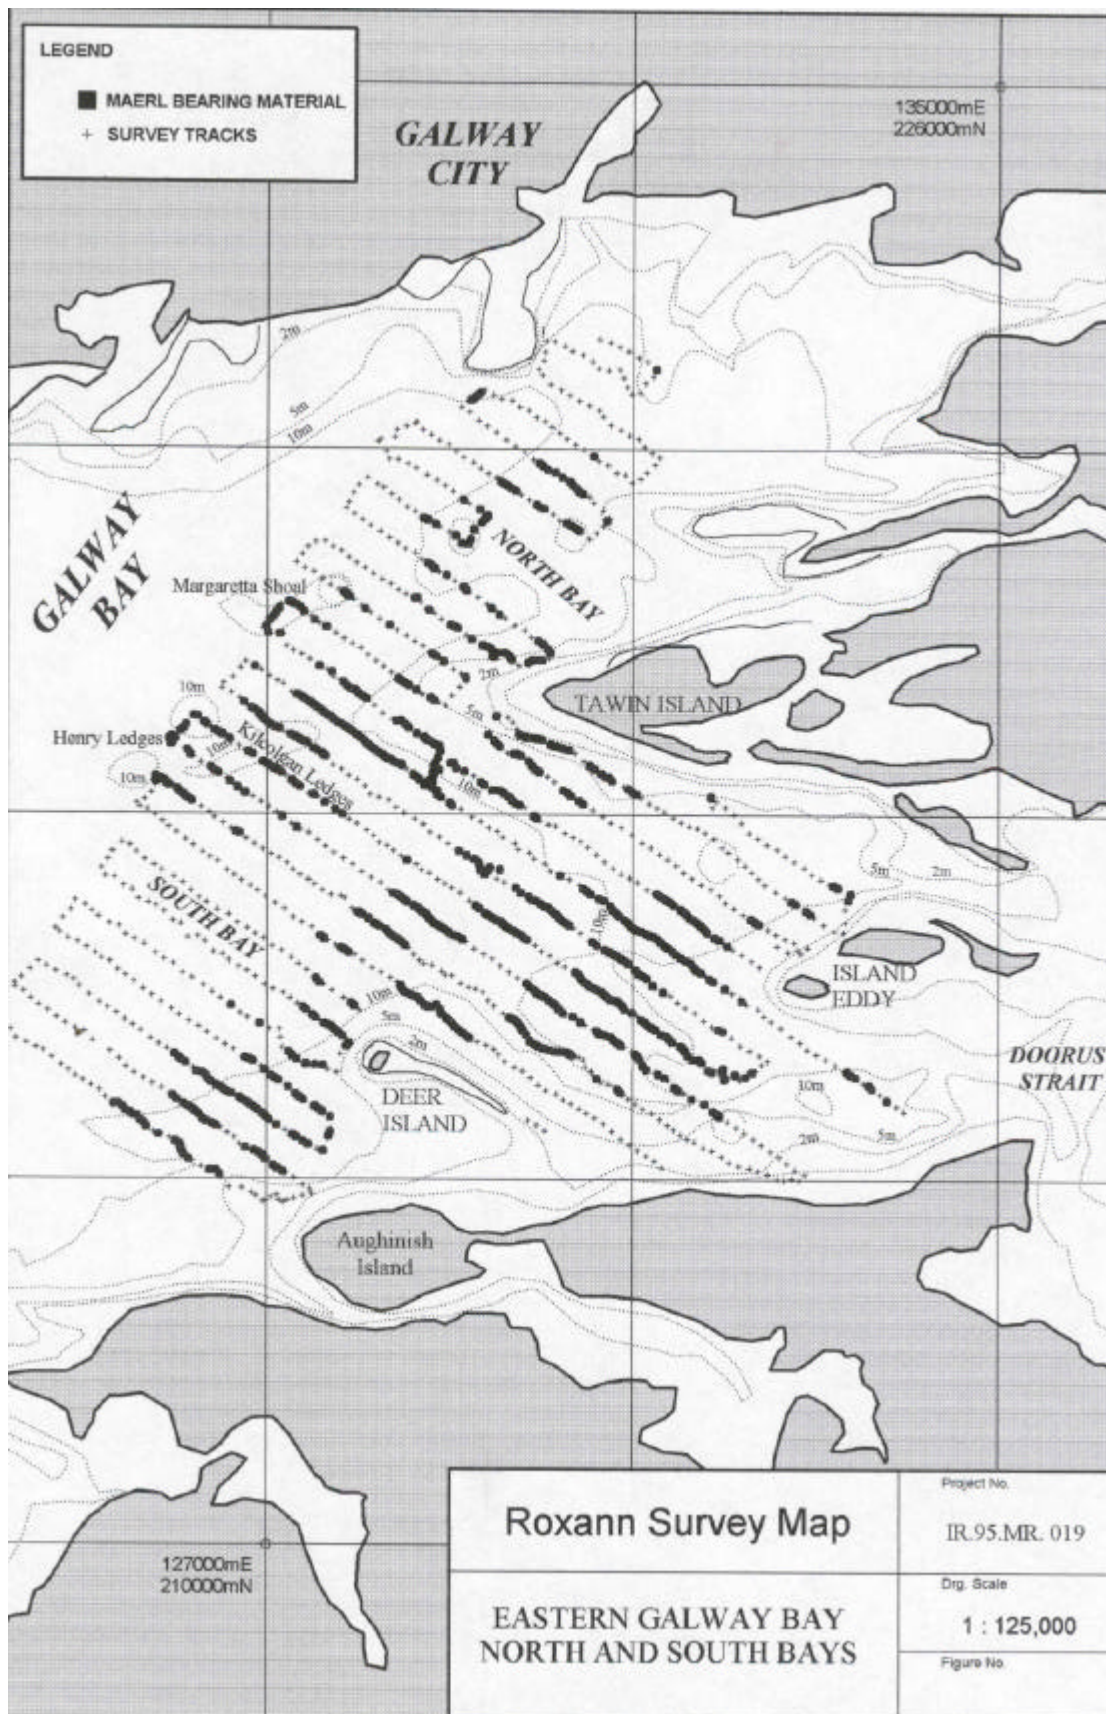 LEGEND
MAERL BEARING MATERIAL
SURVEY TRACKS
GALWAY
CITY
135000mE
226000mN
2m
5m
10m
GALWAY
BAY
NORTH BAY
Margaretta Shoal
2m
TAWIN ISLAND
5m
10m
Henry Ledges
10m
Kilcolgan Ledges
10m
10m
5m
2m
SOUTH BAY
10m
ISLAND
EDDY
10m
5m
2m
DOORUS
STRAIT
10m
DEER
ISLAND
5m
2m
Aughinish
Island
127000mE
210000mN
Roxann Survey Map
Project No.
IR.95.MR. 019
EASTERN GALWAY BAY
NORTH AND SOUTH BAYS
Drg. Scale
1 : 125,000
Figure No.